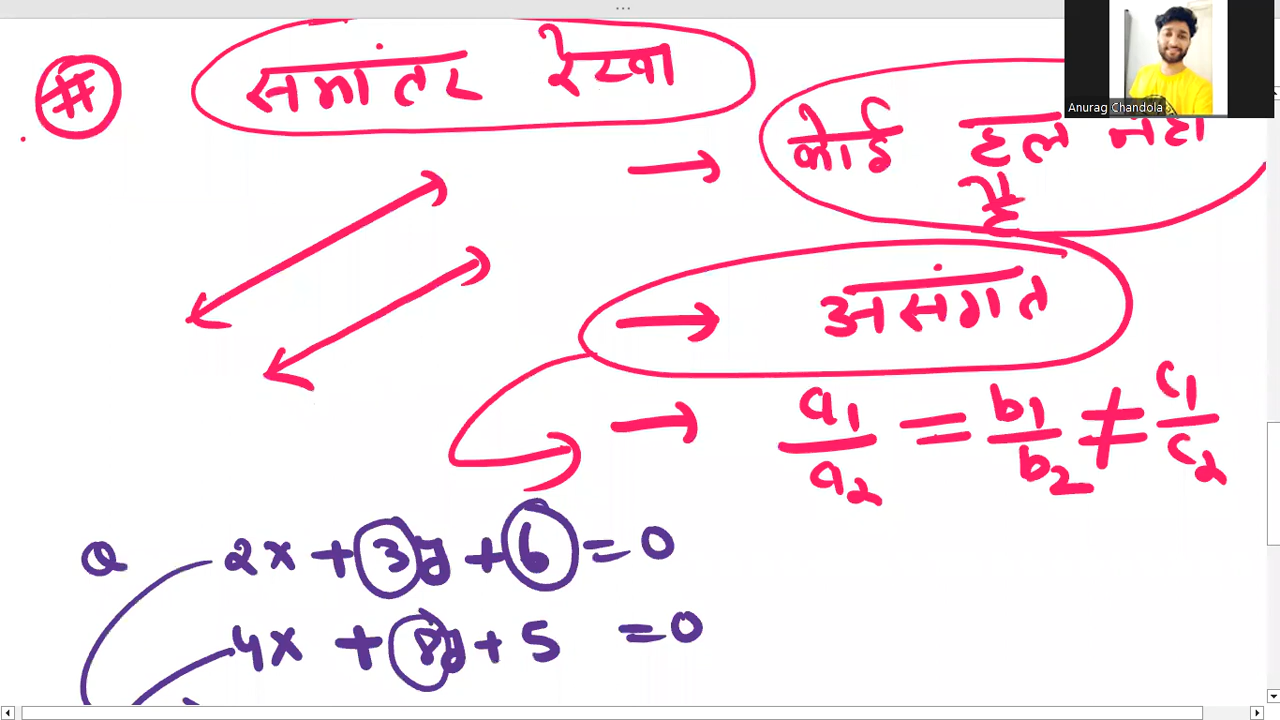 Anurag Chandola
# समांतर रेखा
→ कोई हल नही
है
→ असंगत
→ a1/a2 = b1/b2 ≠ c1/c2
Q 2x + 3y + 6 = 0
4x + 8y + 5 = 0